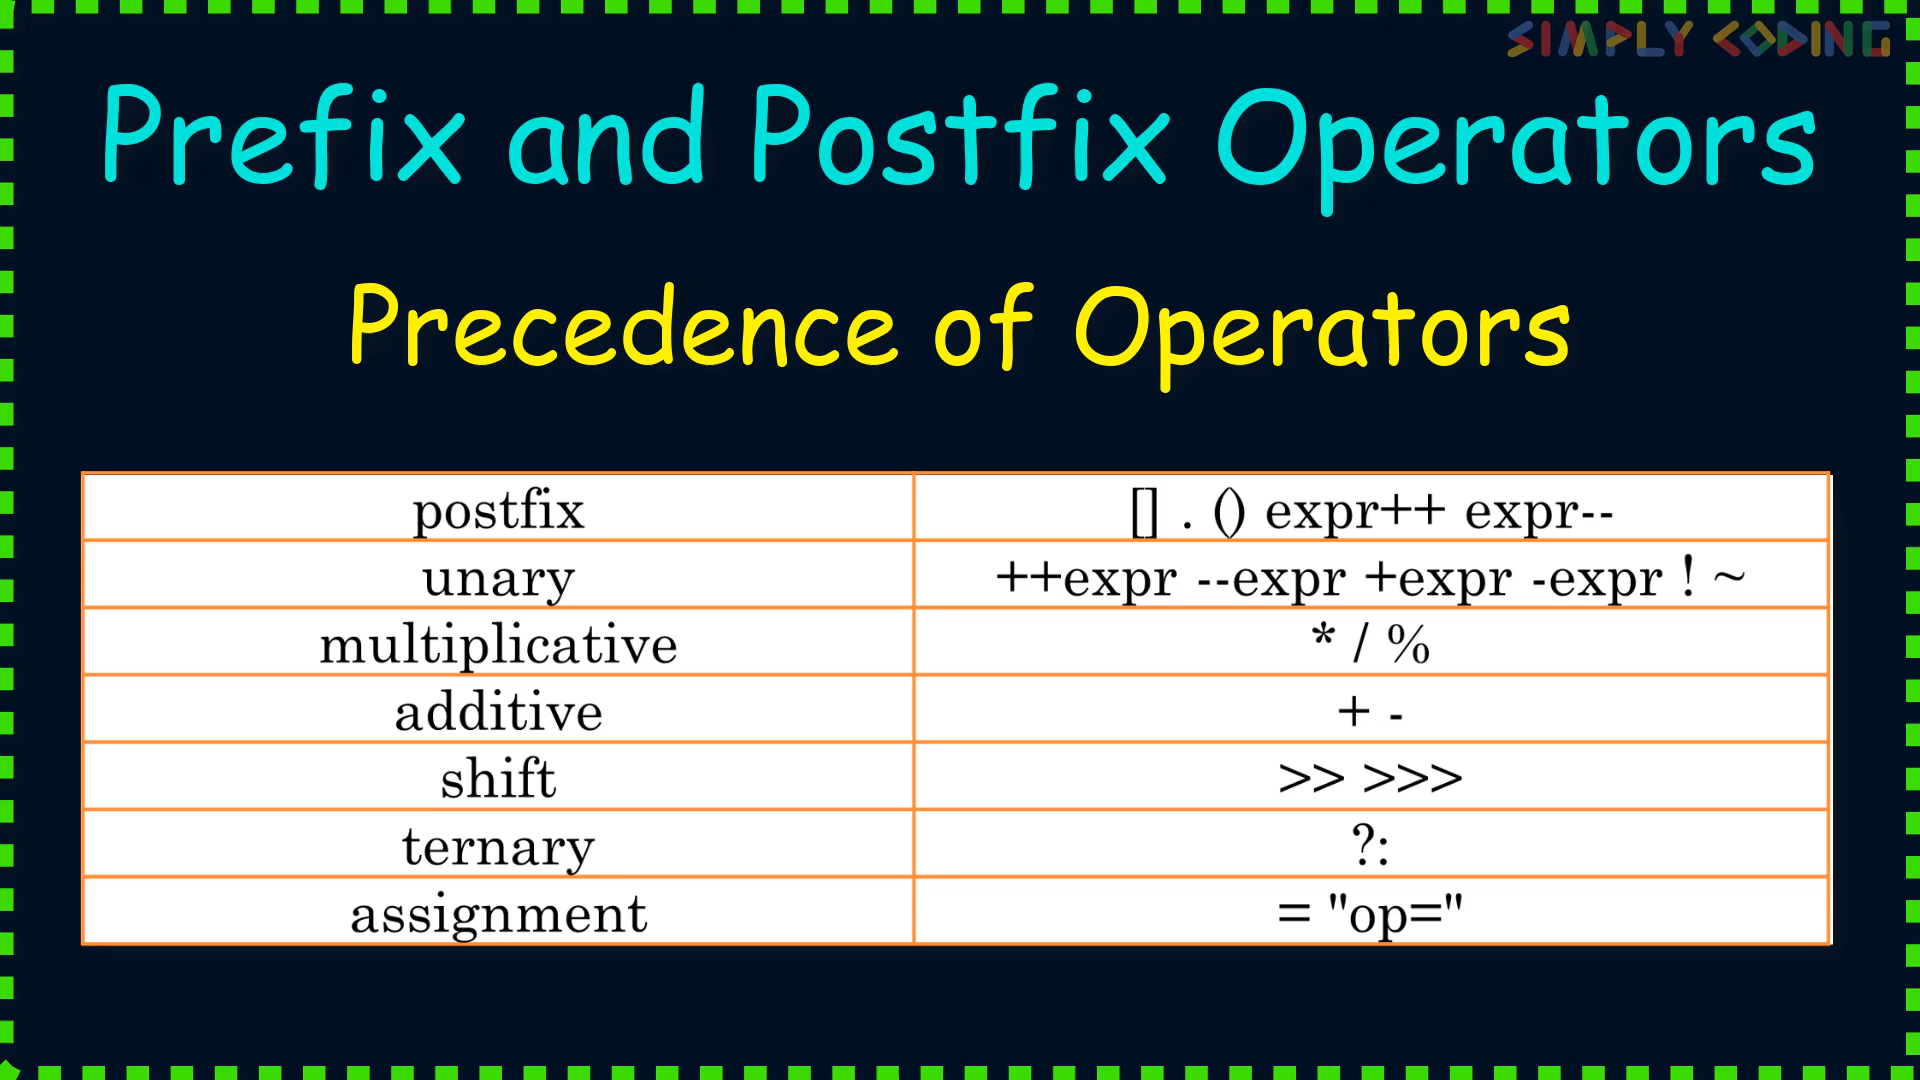 SIMPLY CODING
Prefix and Postfix Operators
Precedence of Operators
postfix [] . () expr++ expr--
unary ++expr --expr +expr -expr ! ~
multiplicative * / %
additive + -
shift >> >>>
ternary ?:
assignment = "op="